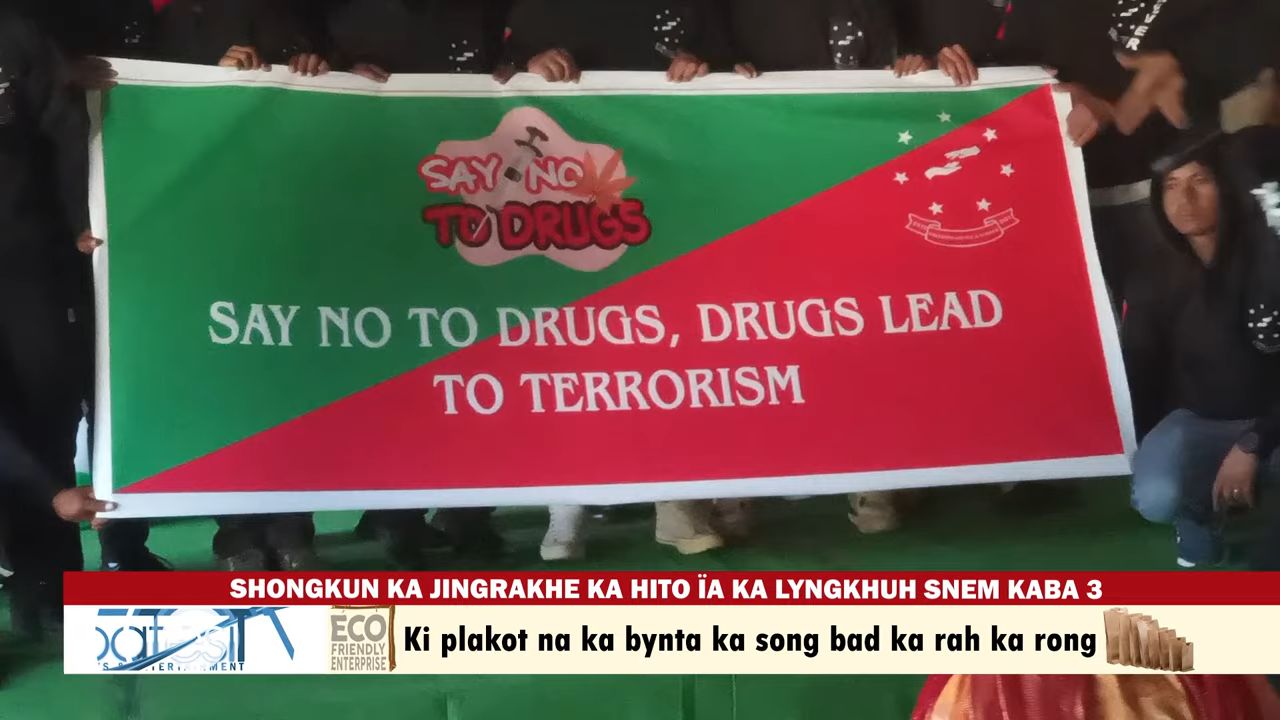 SAY NO
TO DRUGS
SAY NO TO DRUGS, DRUGS LEAD
TO TERRORISM
SHONGKUN KA JINGRAKHE KA HITO ÏA KA LYNGKHUH SNEM KABA 3
ECO
FRIENDLY
ENTERPRISE
Ki plakot na ka bynta ka song bad ka rah ka rong